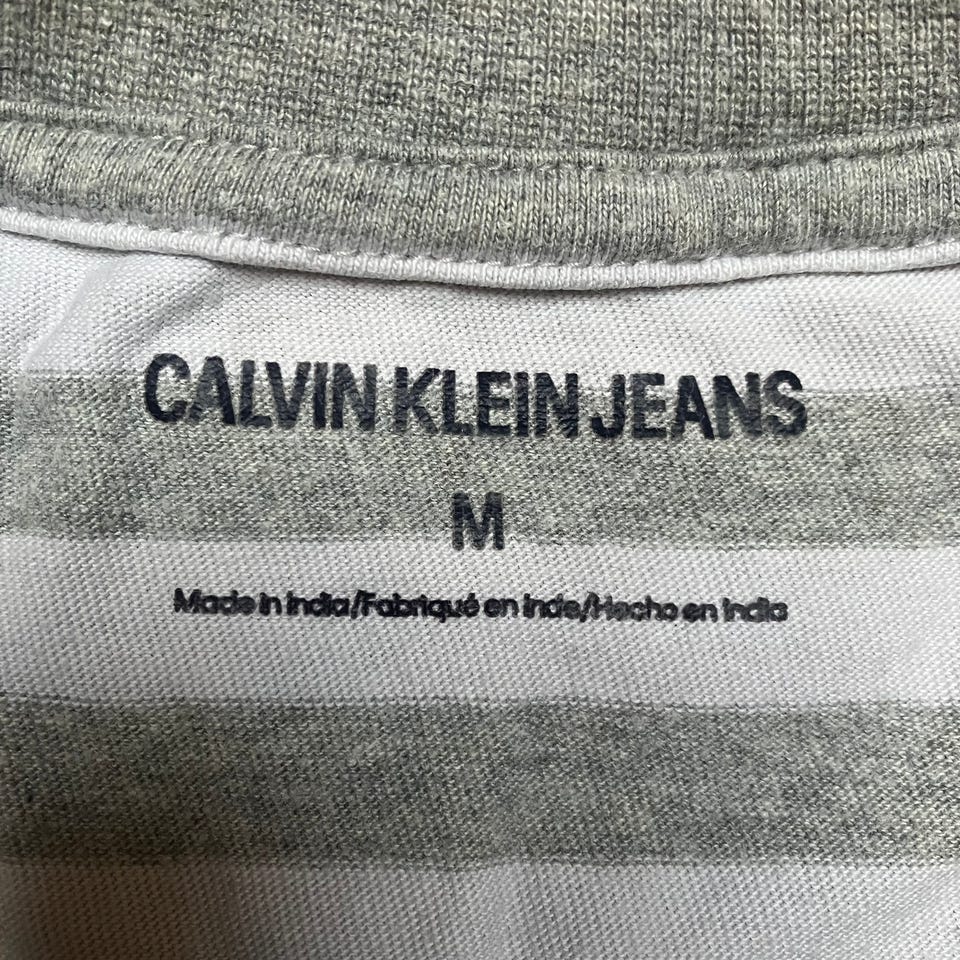 CALVIN KLEIN JEANS
M
Made in India/Fabriqué en Inde/Hecho en India